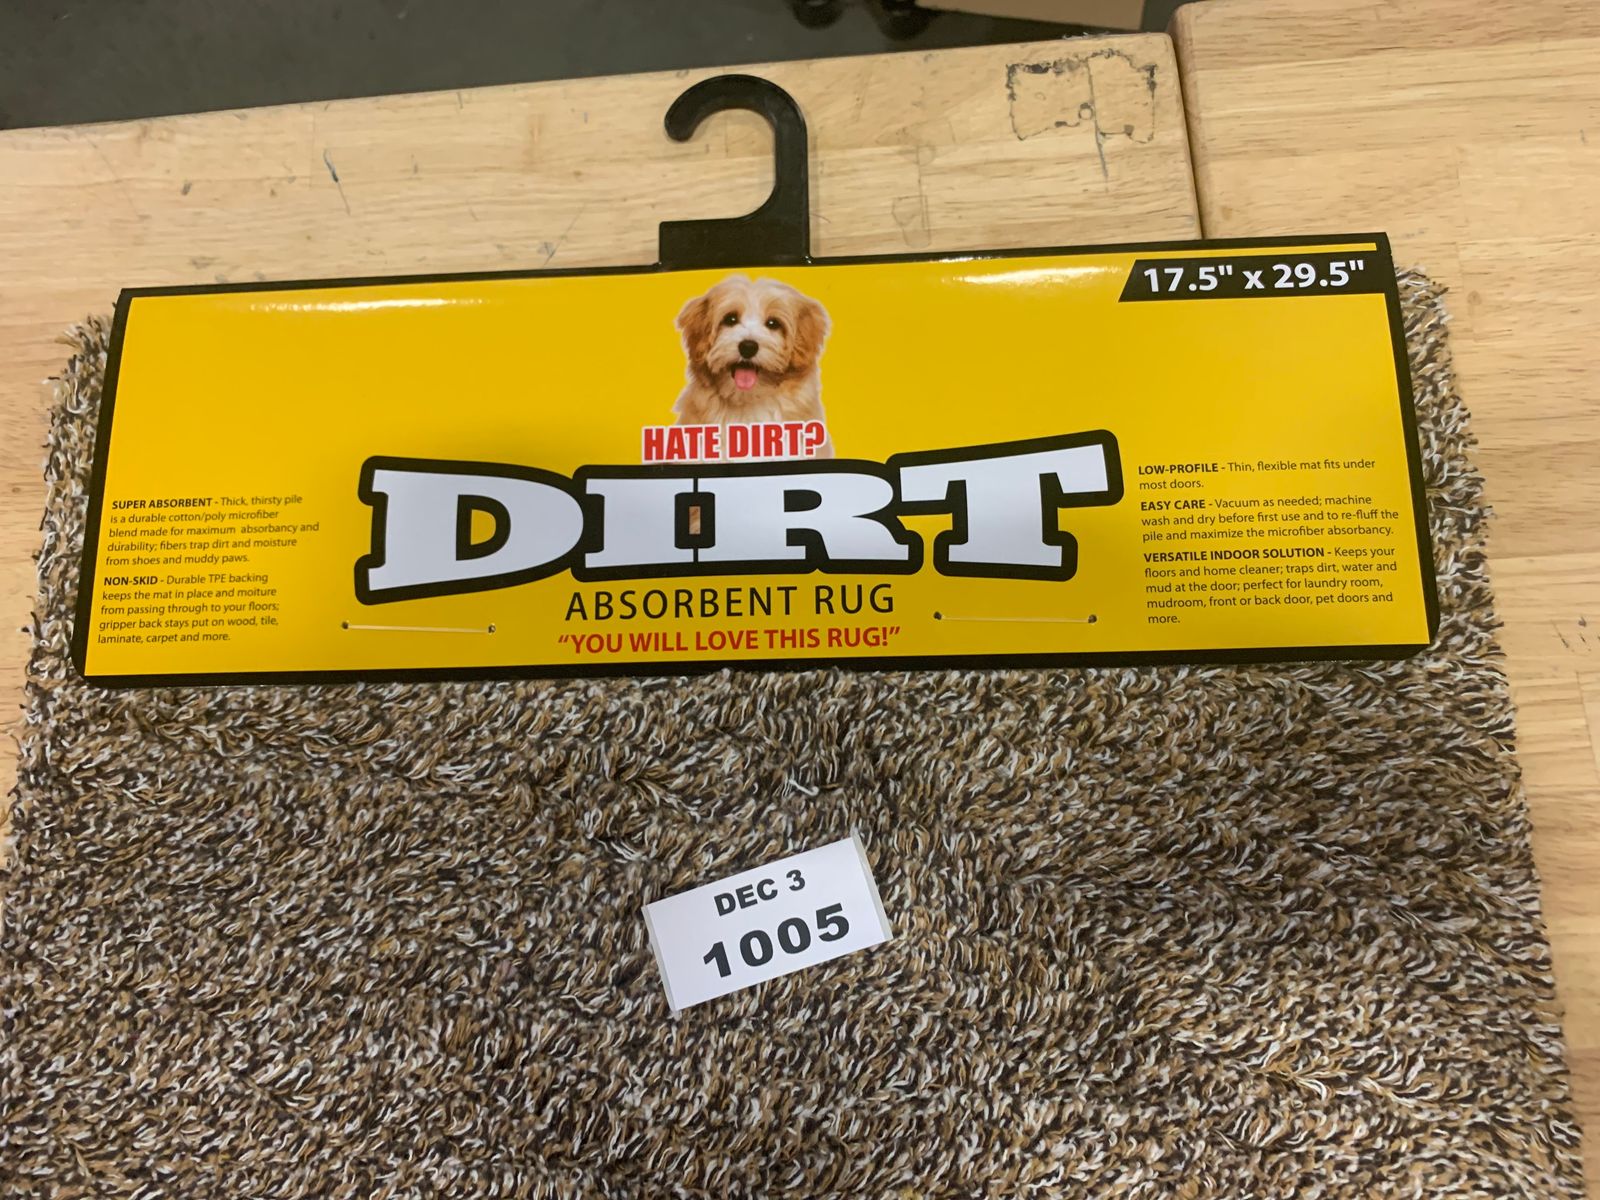 17.5" x 29.5"
HATE DIRT?
DIRT
ABSORBENT RUG
"YOU WILL LOVE THIS RUG!"
SUPER ABSORBENT - Thick, thirsty pile
is a durable cotton/poly microfiber
blend made for maximum absorbancy and
durability; fibers trap dirt and moisture
from shoes and muddy paws.
NON-SKID - Durable TPE backing
keeps the mat in place and moiture
from passing through to your floors;
gripper back stays put on wood, tile,
laminate, carpet and more.
LOW-PROFILE - Thin, flexible mat fits under
most doors.
EASY CARE - Vacuum as needed; machine
wash and dry before first use and to re-fluff the
pile and maximize the microfiber absorbancy.
VERSATILE INDOOR SOLUTION - Keeps your
floors and home cleaner; traps dirt, water and
mud at the door; perfect for laundry room,
mudroom, front or back door, pet doors and
more.
DEC 3
1005